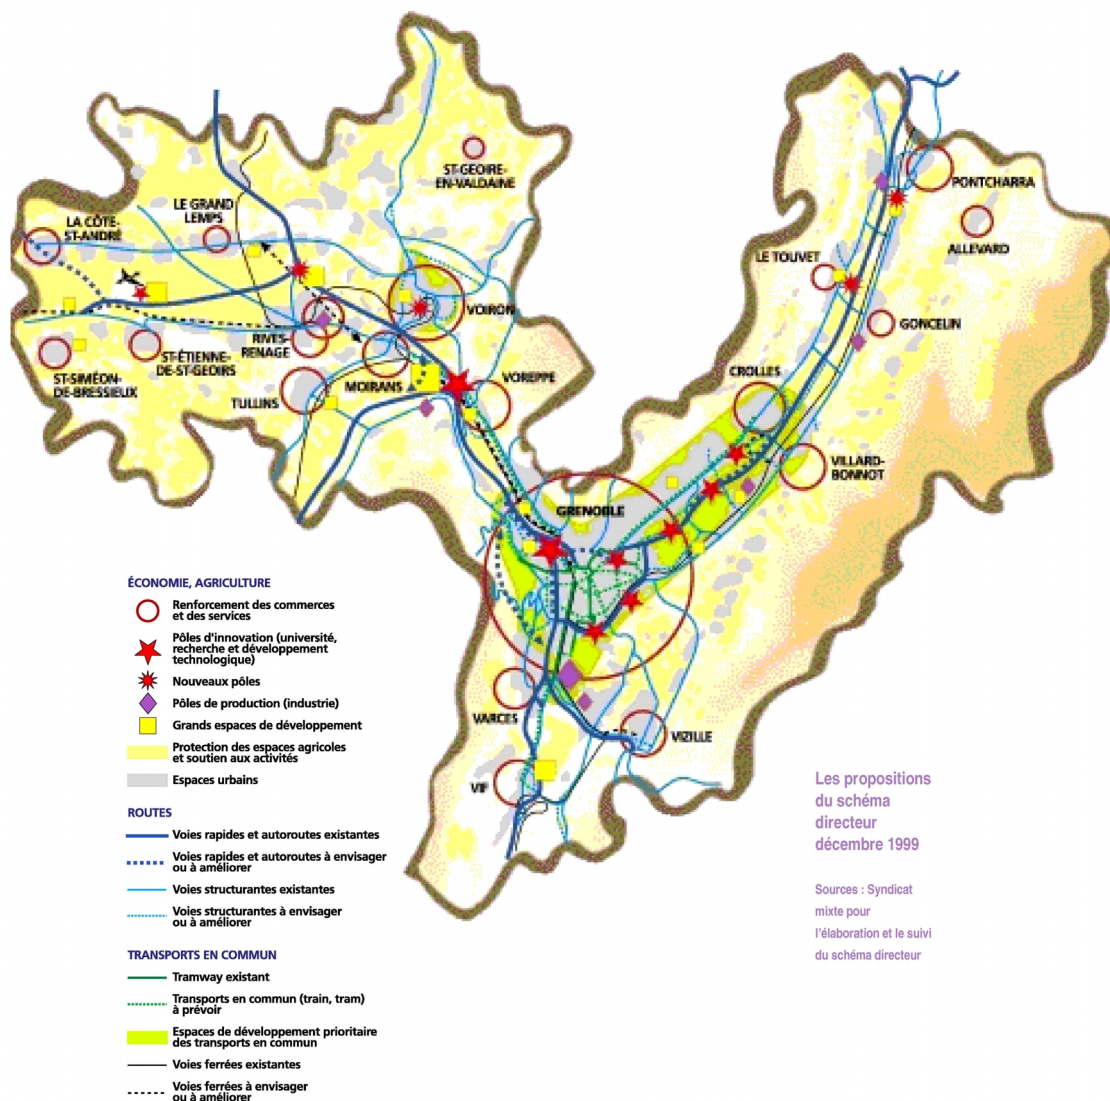 ST-GEOIRE-
EN-VALDAINE
PONTCHARRA
LE GRAND
LEMPS
LA CÔTE-
ST-ANDRÉ
ALLEVARD
LE TOUVET
VOIRON
GONCELIN
RIVES-
RENAGE
ST-ÉTIENNE-
DE-ST-GEOIRS
ST-SIMÉON-
DE-BRESSIEUX
MOIRANS
VOREPPE
CROLLES
TULLINS
VILLARD-
BONNOT
GRENOBLE
VARCES
VIZILLE
VIF
ÉCONOMIE, AGRICULTURE
Renforcement des commerces
et des services
Pôles d'innovation (université,
recherche et développement
technologique)
Nouveaux pôles
Pôles de production (industrie)
Grands espaces de développement
Protection des espaces agricoles
et soutien aux activités
Espaces urbains
ROUTES
Voies rapides et autoroutes existantes
Voies rapides et autoroutes à envisager
ou à améliorer
Voies structurantes existantes
Voies structurantes à envisager
ou à améliorer
TRANSPORTS EN COMMUN
Tramway existant
Transports en commun (train, tram)
à prévoir
Espaces de développement prioritaire
des transports en commun
Voies ferrées existantes
Voies ferrées à envisager
ou à améliorer
Les propositions
du schéma
directeur
décembre 1999
Sources : Syndicat
mixte pour
l'élaboration et le suivi
du schéma directeur